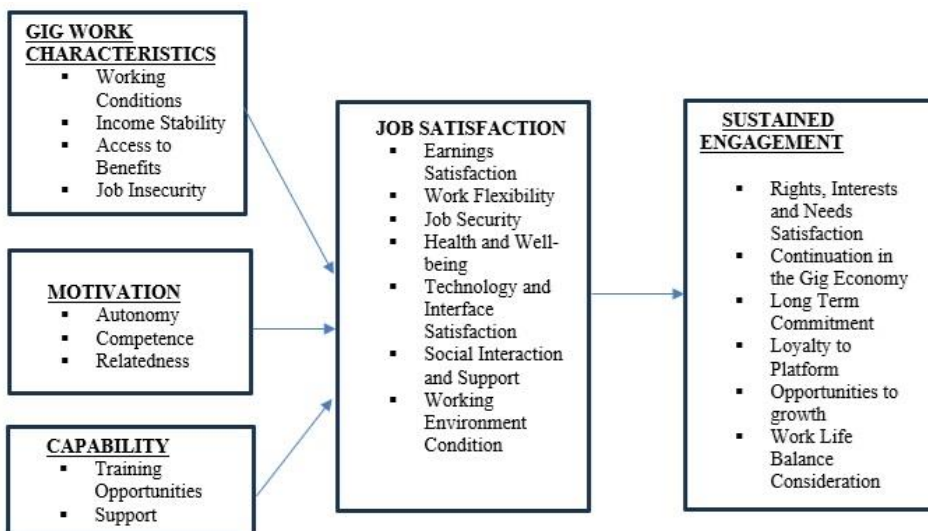 GIG WORK
CHARACTERISTICS
▪ Working
Conditions
▪ Income Stability
▪ Access to
Benefits
▪ Job Insecurity
MOTIVATION
▪ Autonomy
▪ Competence
▪ Relatedness
CAPABILITY
▪ Training
Opportunities
▪ Support
JOB SATISFACTION
▪ Earnings
Satisfaction
▪ Work Flexibility
▪ Job Security
▪ Health and Well-
being
▪ Technology and
Interface
Satisfaction
▪ Social Interaction
and Support
▪ Working
Environment
Condition
SUSTAINED
ENGAGEMENT
▪ Rights, Interests
and Needs
Satisfaction
▪ Continuation in
the Gig Economy
▪ Long Term
Commitment
▪ Loyalty to
Platform
▪ Opportunities to
growth
▪ Work Life
Balance
Consideration